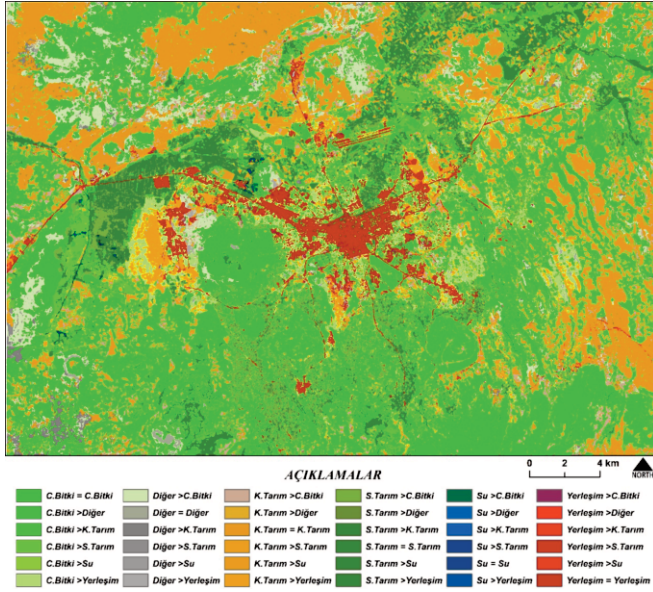 AÇIKLAMALAR
0 2 4 km
NORTH
C.Bitki = C.Bitki Diğer >C.Bitki K.Tarım >C.Bitki S.Tarım >C.Bitki Su >C.Bitki Yerleşim >C.Bitki
C.Bitki >Diğer Diğer = Diğer K.Tarım >Diğer S.Tarım >Diğer Su >Diğer Yerleşim >Diğer
C.Bitki >K.Tarım Diğer >K.Tarım K.Tarım = K.Tarım S.Tarım >K.Tarım Su >K.Tarım Yerleşim >K.Tarım
C.Bitki >S.Tarım Diğer >S.Tarım K.Tarım >S.Tarım S.Tarım = S.Tarım Su >S.Tarım Yerleşim >S.Tarım
C.Bitki >Su Diğer >Su K.Tarım >Su S.Tarım >Su Su = Su Yerleşim >Su
C.Bitki >Yerleşim Diğer >Yerleşim K.Tarım >Yerleşim S.Tarım >Yerleşim Su >Yerleşim Yerleşim = Yerleşim